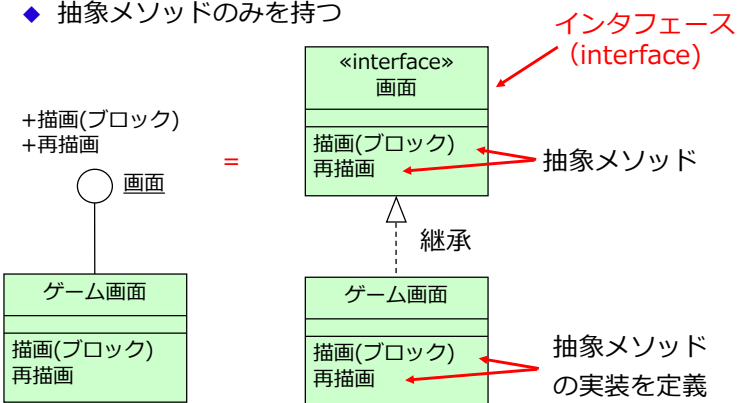 ◆ 抽象メソッドのみを持つ
インタフェース
（interface)
«interface»
画面
描画(ブロック)
再描画
抽象メソッド
+描画(ブロック)
+再描画
画面
=
継承
ゲーム画面
描画(ブロック)
再描画
ゲーム画面
描画(ブロック)
再描画
抽象メソッド
の実装を定義